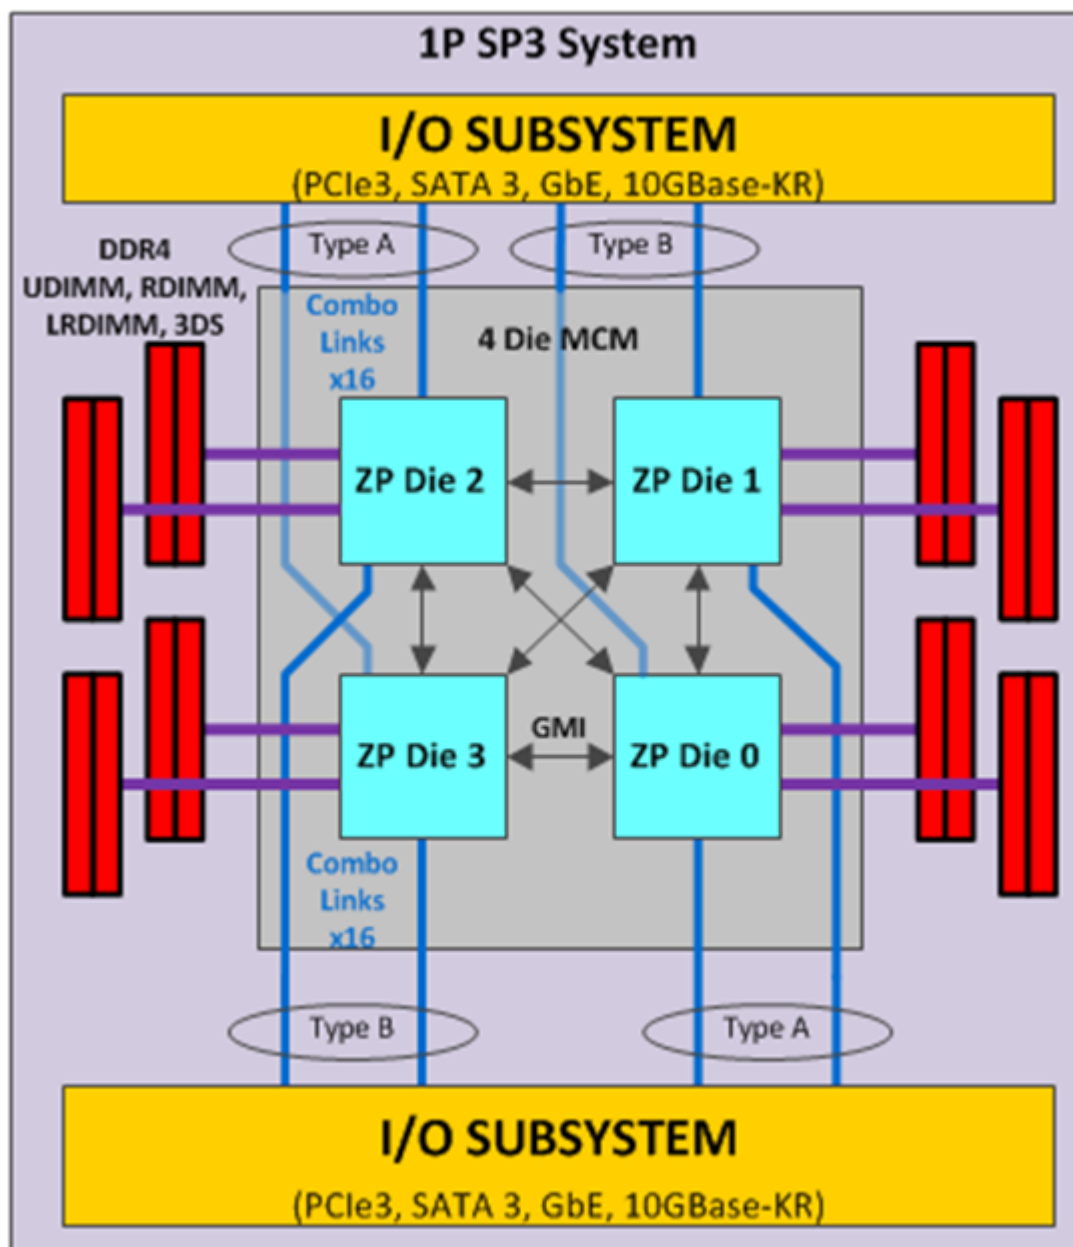 1P SP3 System
I/O SUBSYSTEM
(PCIe3, SATA 3, GbE, 10GBase-KR)
Type A
Type B
DDR4
UDIMM, RDIMM,
LRDIMM, 3DS
Combo
Links
x16
4 Die MCM
ZP Die 2
ZP Die 1
GMI
ZP Die 3
ZP Die 0
Combo
Links
x16
Type B
Type A
I/O SUBSYSTEM
(PCIe3, SATA 3, GbE, 10GBase-KR)